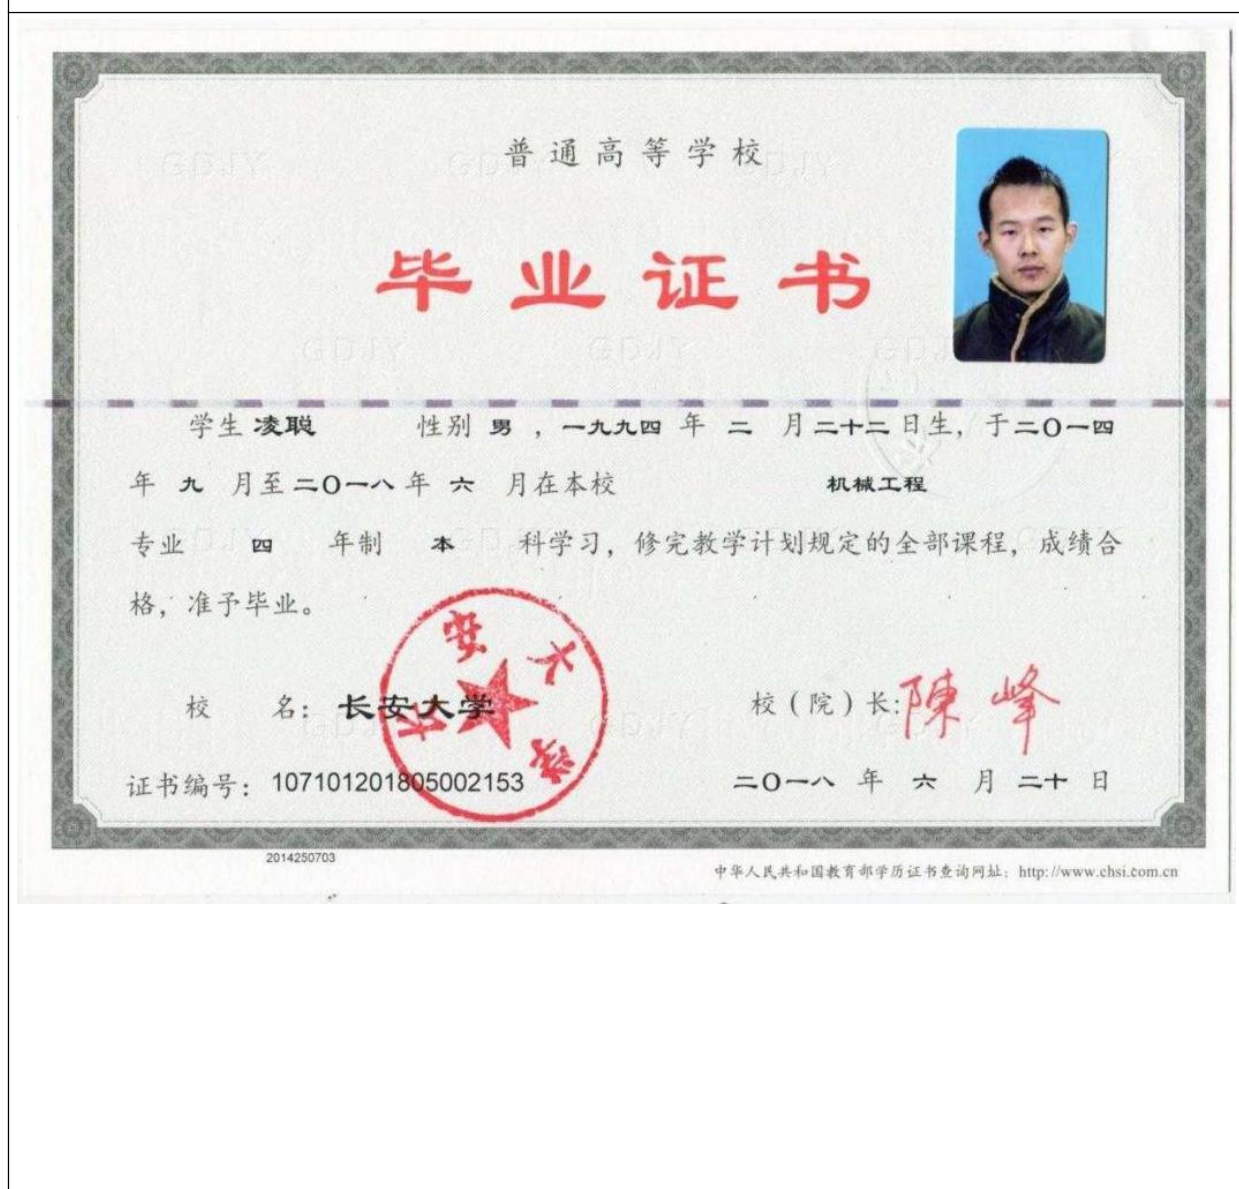 普通高等学校
毕业证书
学生 凌聪 性别 男 ，一九九四 年 二 月 二十二 日生，于二O一四
年 九 月至 二O一八 年 六 月在本校 机械工程
专业 四 年制 本 科学习，修完教学计划规定的全部课程，成绩合
格，准予毕业。
校 名：长安大学
长安大学
校（院）长：陳峰
证书编号：107101201805002153
二O一八 年 六 月 二十 日
2014250703
中华人民共和国教育部学历证书查询网址：http://www.chsi.com.cn